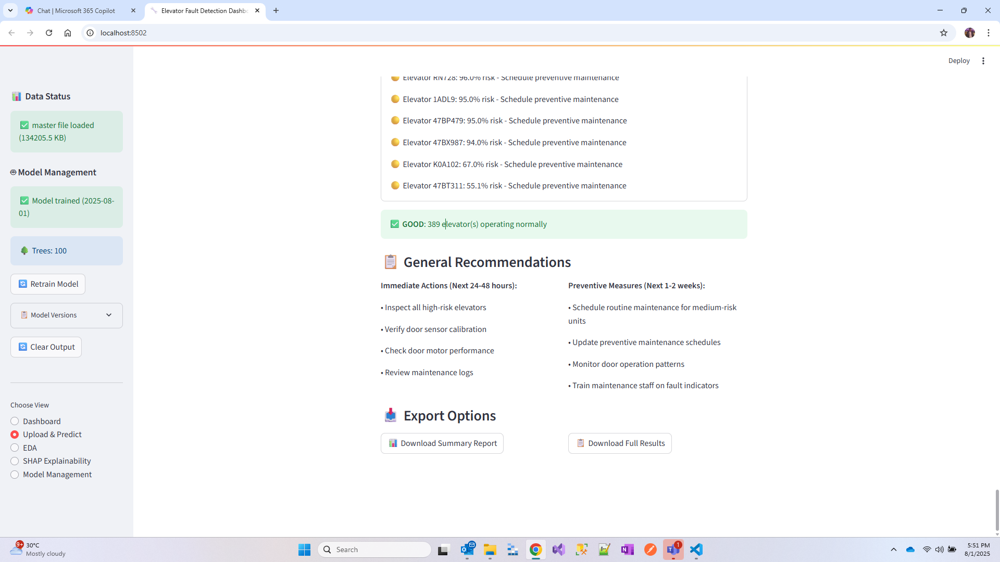 Chat | Microsoft 365 Copilot
Elevator Fault Detection Dashbo
localhost:8502
Deploy
Data Status
master file loaded
(134205.5 KB)
Model Management
Model trained (2025-08-
01)
Trees: 100
Retrain Model
Model Versions
Clear Output
Choose View
Dashboard
Upload & Predict
EDA
SHAP Explainability
Model Management
Elevator RN728: 96.0% risk - Schedule preventive maintenance
Elevator 1ADL9: 95.0% risk - Schedule preventive maintenance
Elevator 47BP479: 95.0% risk - Schedule preventive maintenance
Elevator 47BX987: 94.0% risk - Schedule preventive maintenance
Elevator K0A102: 67.0% risk - Schedule preventive maintenance
Elevator 47BT311: 55.1% risk - Schedule preventive maintenance
GOOD: 389 elevator(s) operating normally
General Recommendations
Immediate Actions (Next 24-48 hours):
• Inspect all high-risk elevators
• Verify door sensor calibration
• Check door motor performance
• Review maintenance logs
Preventive Measures (Next 1-2 weeks):
• Schedule routine maintenance for medium-risk
units
• Update preventive maintenance schedules
• Monitor door operation patterns
• Train maintenance staff on fault indicators
Export Options
Download Summary Report
Download Full Results
9+
30°C
Mostly cloudy
Search
1
5:51 PM
8/1/2025